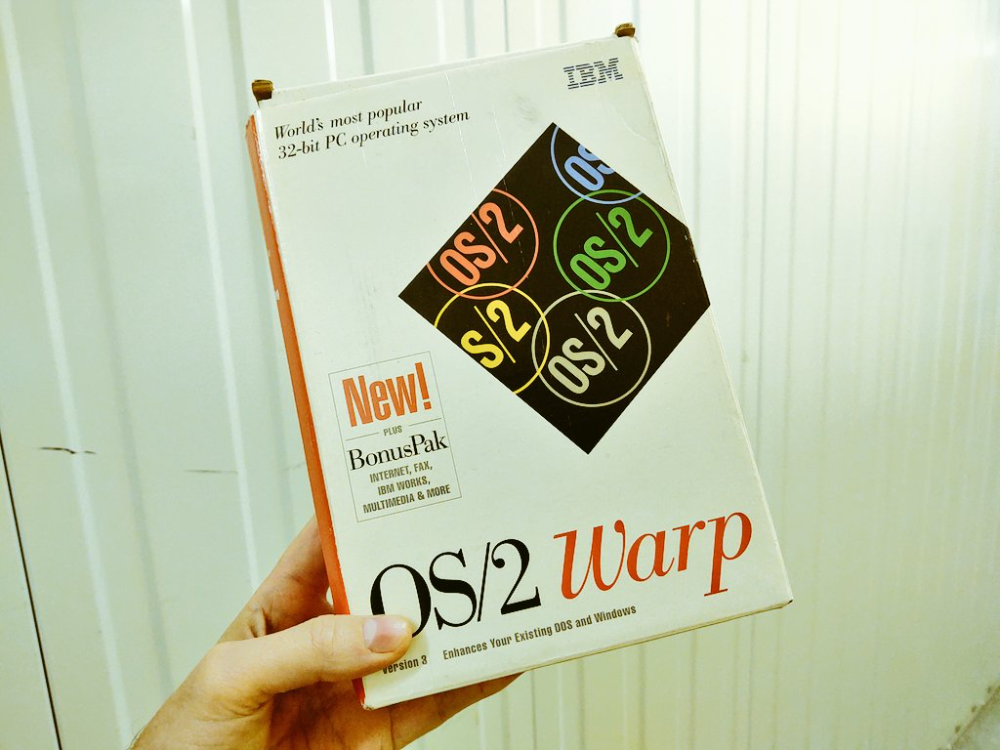 IBM
World's most popular
32-bit PC operating system
OS
OS/2
OS/2
S/2
OS/2
New!
PLUS
BonusPak
INTERNET, FAX,
IBM WORKS,
MULTIMEDIA & MORE
OS/2 Warp
Version 3 Enhances Your Existing DOS and Windows